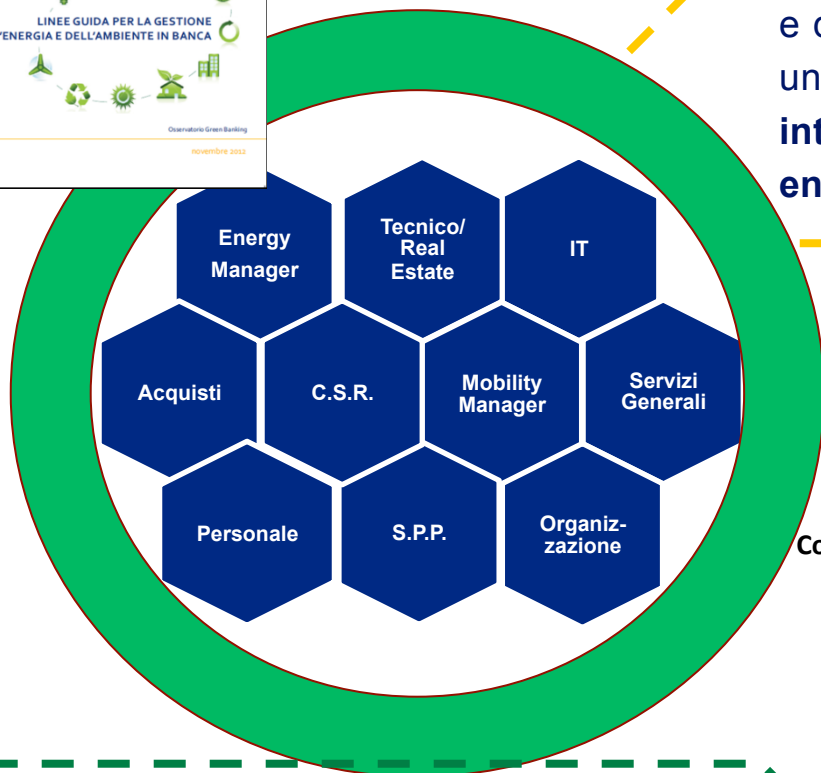 LINEE GUIDA PER LA GESTIONE
'ENERGIA E DELL'AMBIENTE IN BANCA
Osservatorio Green Banking
novembre 2012
e
un
int
en
Energy
Manager
Tecnico/
Real
Estate
IT
Acquisti
C.S.R.
Mobility
Manager
Servizi
Generali
Personale
S.P.P.
Organiz-
zazione
Co